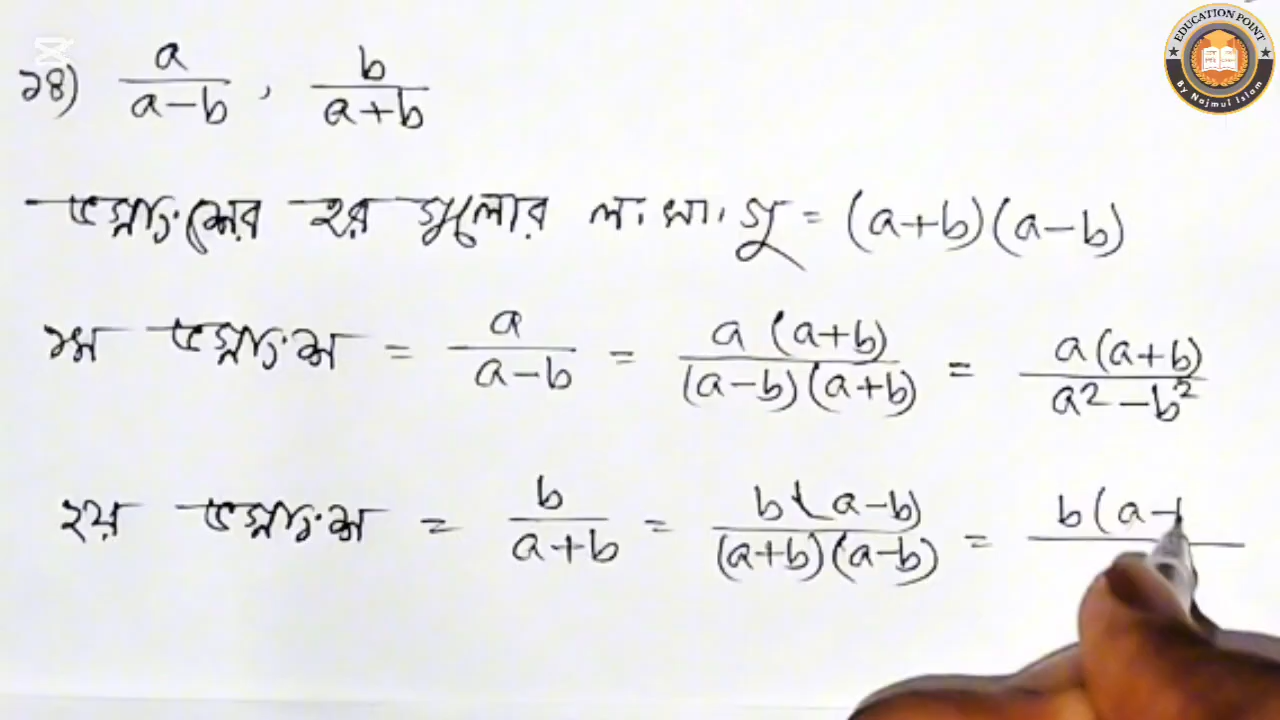 ১৪) a/(a-b), b/(a+b)
ভগ্নাংশের হর গুলোর ল.সা.গু = (a+b)(a-b)
১ম ভগ্নাংশ = a/(a-b) = a(a+b)/(a-b)(a+b) = a(a+b)/(a²-b²)
২য় ভগ্নাংশ = b/(a+b) = b(a-b)/(a+b)(a-b) = b(a-
EDUCATION POINT
By Najmul Islam